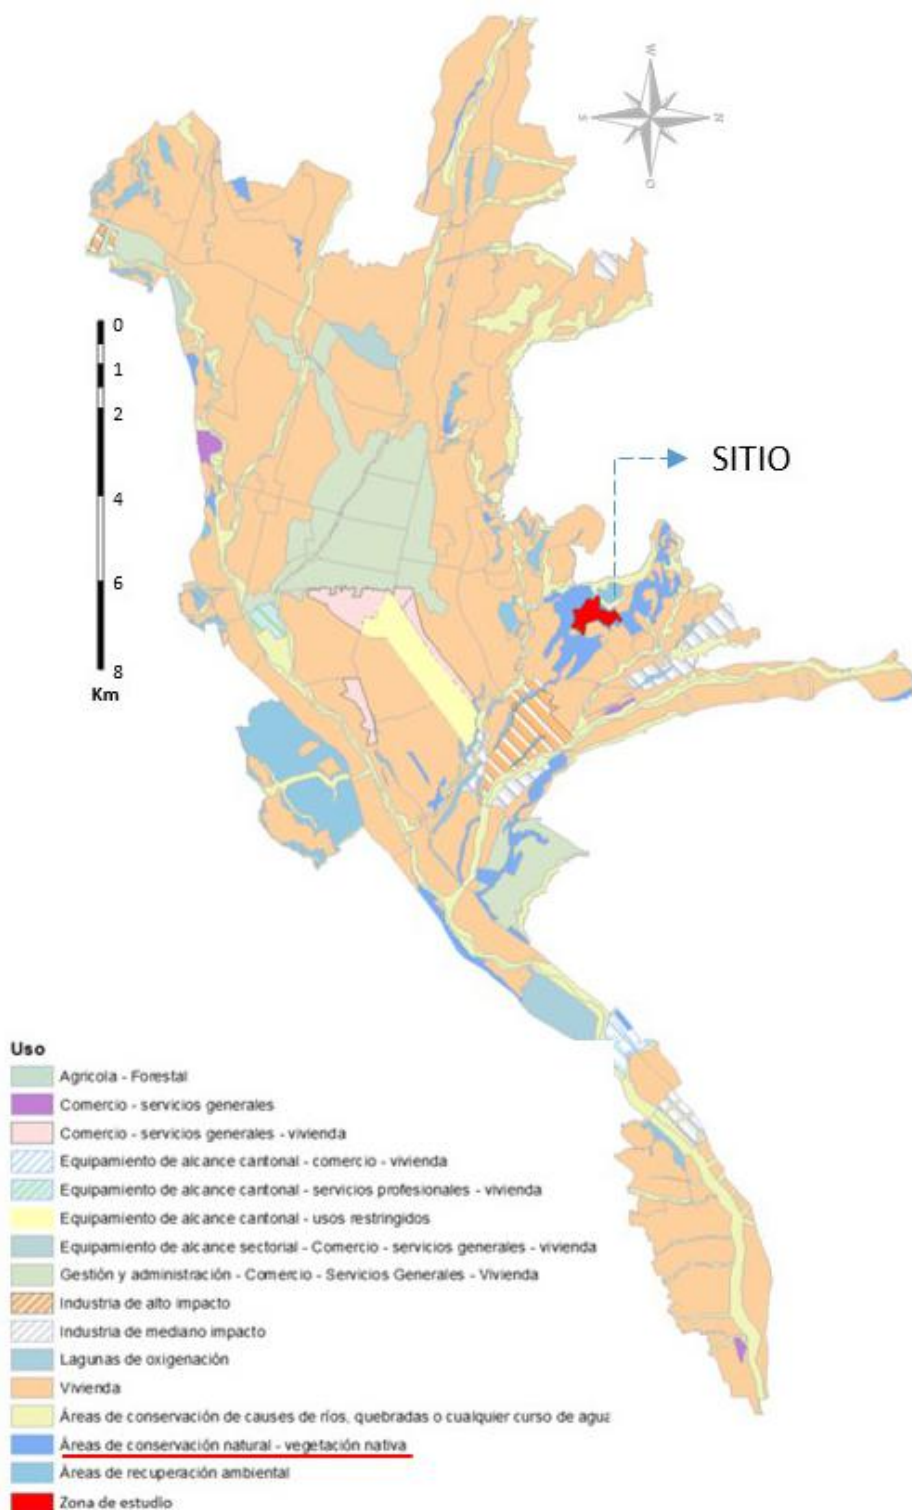 W
S
N
O
0
1
2
4
6
8
Km
SITIO
Uso
Agricola - Forestal
Comercio - servicios generales
Comercio - servicios generales - vivienda
Equipamiento de alcance cantonal - comercio - vivienda
Equipamiento de alcance cantonal - servicios profesionales - vivienda
Equipamiento de alcance cantonal - usos restringidos
Equipamiento de alcance sectorial - Comercio - servicios generales - vivienda
Gestión y administración - Comercio - Servicios Generales - Vivienda
Industria de alto impacto
Industria de mediano impacto
Lagunas de oxigenación
Vivienda
Áreas de conservación de causes de ríos, quebradas o cualquier curso de agua
Áreas de conservación natural - vegetación nativa
Áreas de recuperación ambiental
Zona de estudio